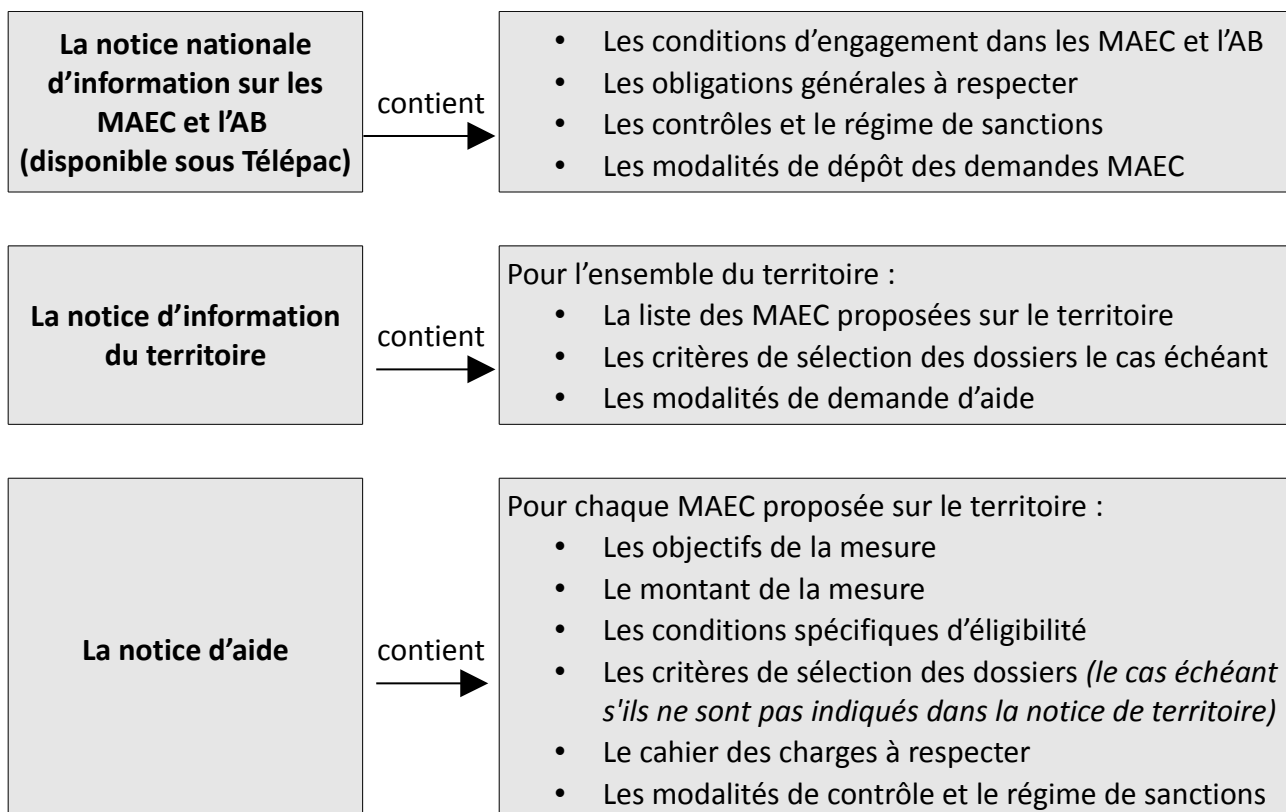 La notice nationale
d’information sur les
MAEC et l’AB
(disponible sous Télépac)
contient
• Les conditions d’engagement dans les MAEC et l’AB
• Les obligations générales à respecter
• Les contrôles et le régime de sanctions
• Les modalités de dépôt des demandes MAEC
La notice d’information
du territoire
contient
Pour l’ensemble du territoire :
• La liste des MAEC proposées sur le territoire
• Les critères de sélection des dossiers le cas échéant
• Les modalités de demande d’aide
La notice d’aide
contient
Pour chaque MAEC proposée sur le territoire :
• Les objectifs de la mesure
• Le montant de la mesure
• Les conditions spécifiques d’éligibilité
• Les critères de sélection des dossiers (le cas échéant
s'ils ne sont pas indiqués dans la notice de territoire)
• Le cahier des charges à respecter
• Les modalités de contrôle et le régime de sanctions